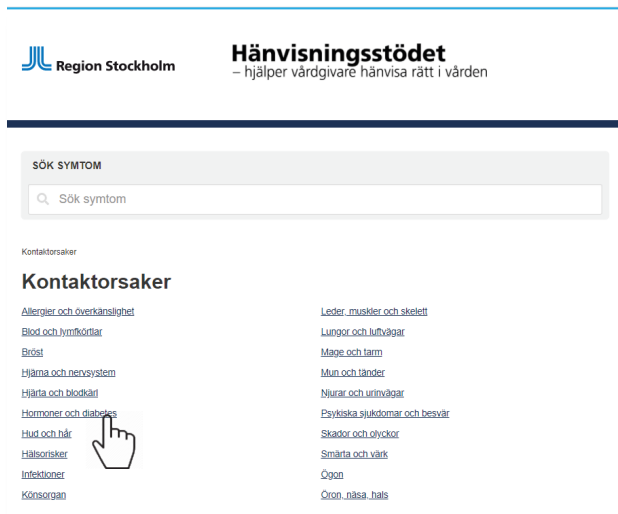 Region Stockholm
Hänvisningsstödet
– hjälper vårdgivare hänvisa rätt i vården
SÖK SYMTOM
Sök symtom
Kontaktorsaker
Kontaktorsaker
Allergier och överkänslighet
Blod och lymfkörtlar
Bröst
Hjärna och nervsystem
Hjärta och blodkärl
Hormoner och diabetes
Hud och hår
Hälsorisker
Infektioner
Könsorgan
Leder, muskler och skelett
Lungor och luftvägar
Mage och tarm
Mun och tänder
Njurar och urinvägar
Psykiska sjukdomar och besvär
Skador och olyckor
Smärta och värk
Ögon
Öron, näsa, hals